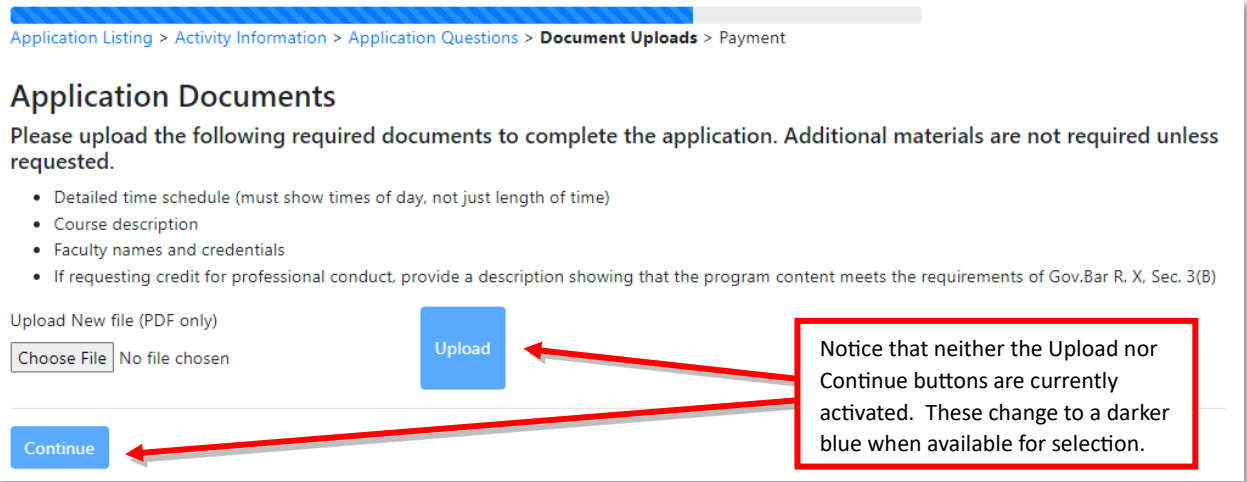 Application Listing > Activity Information > Application Questions > Document Uploads > Payment
Application Documents
Please upload the following required documents to complete the application. Additional materials are not required unless
requested.
• Detailed time schedule (must show times of day, not just length of time)
• Course description
• Faculty names and credentials
• If requesting credit for professional conduct, provide a description showing that the program content meets the requirements of Gov.Bar R. X, Sec. 3(B)
Upload New file (PDF only)
Choose File No file chosen
Upload
Notice that neither the Upload nor
Continue buttons are currently
activated.  These change to a darker
blue when available for selection.
Continue